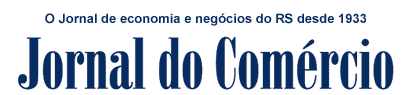 O Jornal de economia e negócios do RS desde 1933
Jornal do Comércio